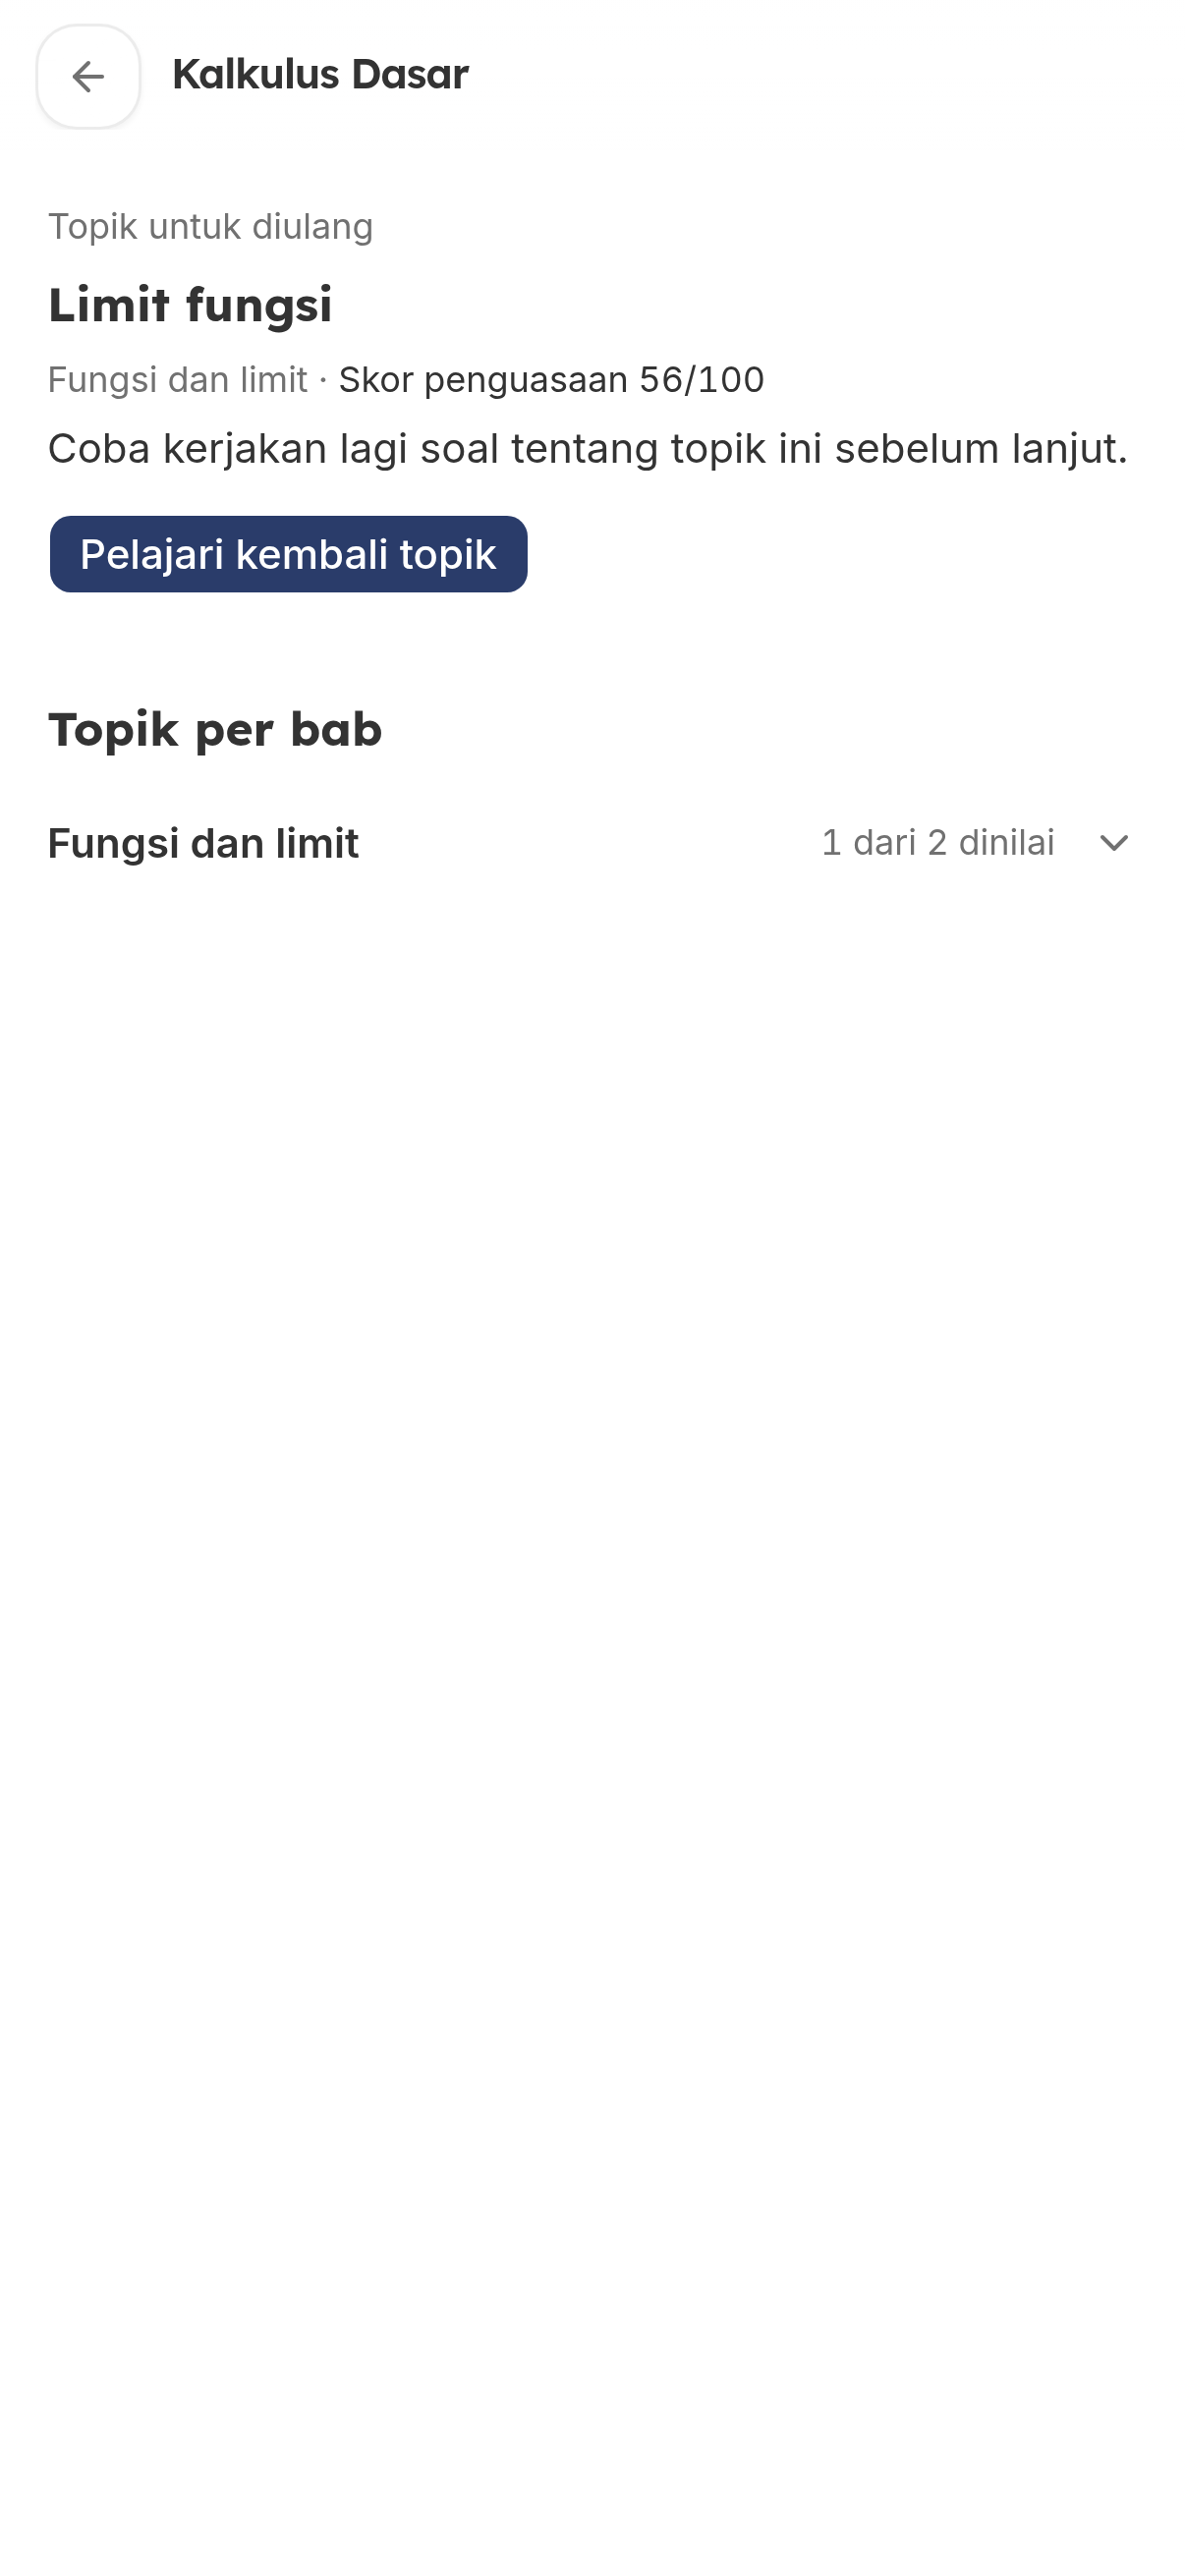 Kalkulus Dasar
Topik untuk diulang
Limit fungsi
Fungsi dan limit · Skor penguasaan 56/100
Coba kerjakan lagi soal tentang topik ini sebelum lanjut.
Pelajari kembali topik
Topik per bab
Fungsi dan limit 1 dari 2 dinilai